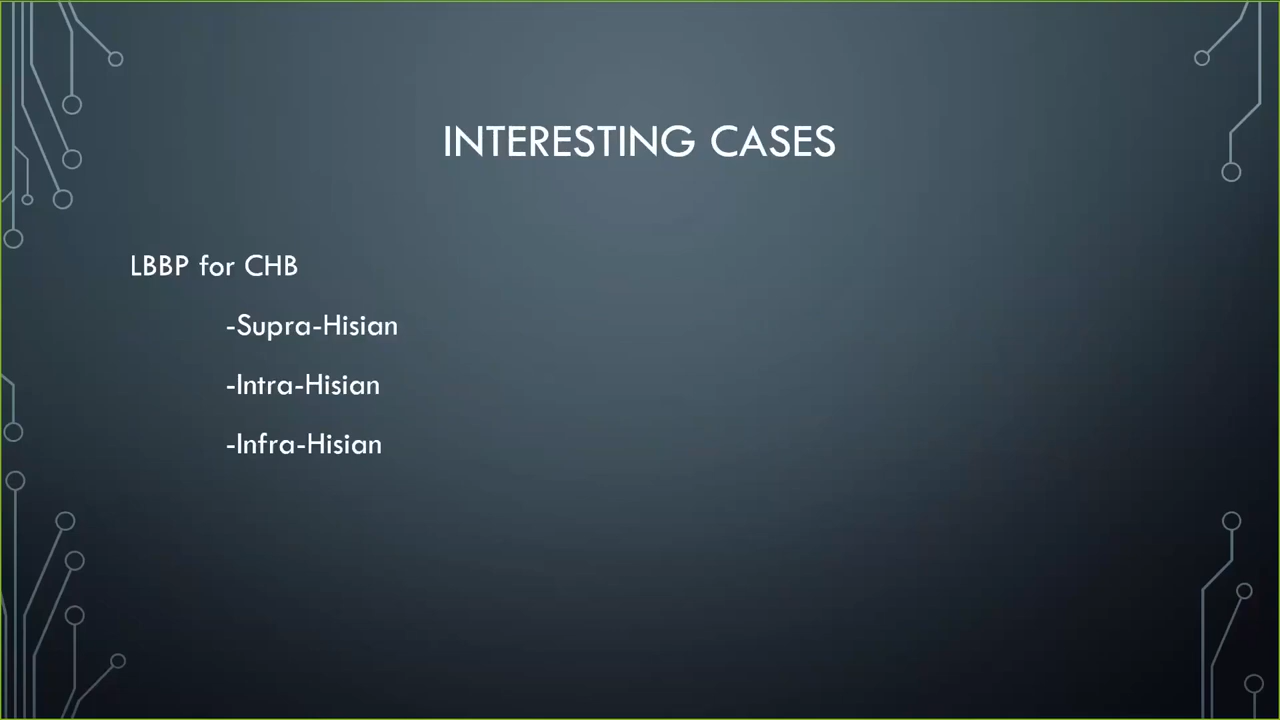 INTERESTING CASES
LBBP for CHB
-Supra-Hisian
-Intra-Hisian
-Infra-Hisian